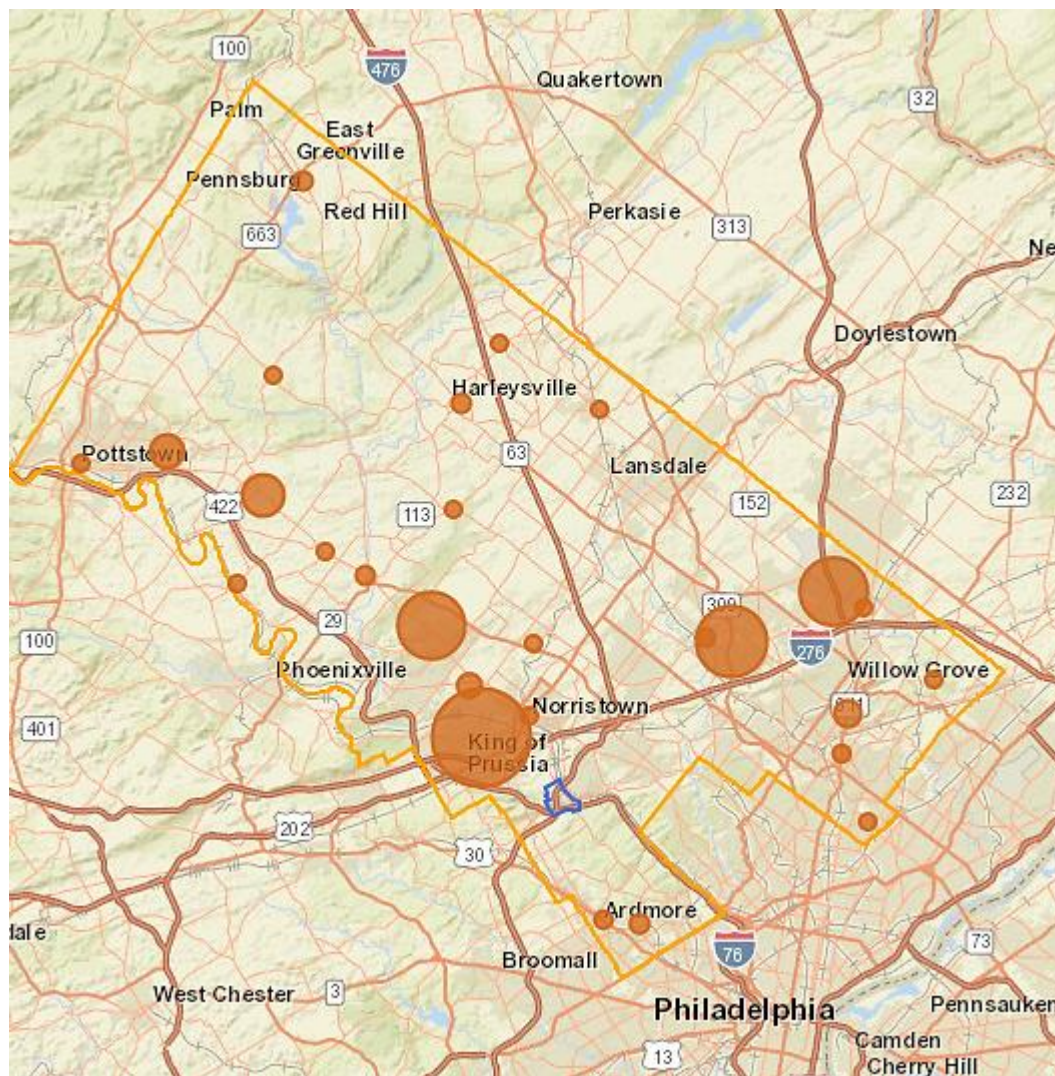 100
476
Quakertown
32
Palm
East
Greenville
Pennsburg
Red Hill
Perkasie
313
663
Ne
Doylestown
Harleysville
Pottstown
63
Lansdale
422
113
152
232
29
100
276
Phoenixville
Willow Grove
Norristown
401
King of
Prussia
202
30
Ardmore
dale
73
76
Broomall
West Chester
3
Philadelphia
Pennsauken
Camden
13
Cherry Hill